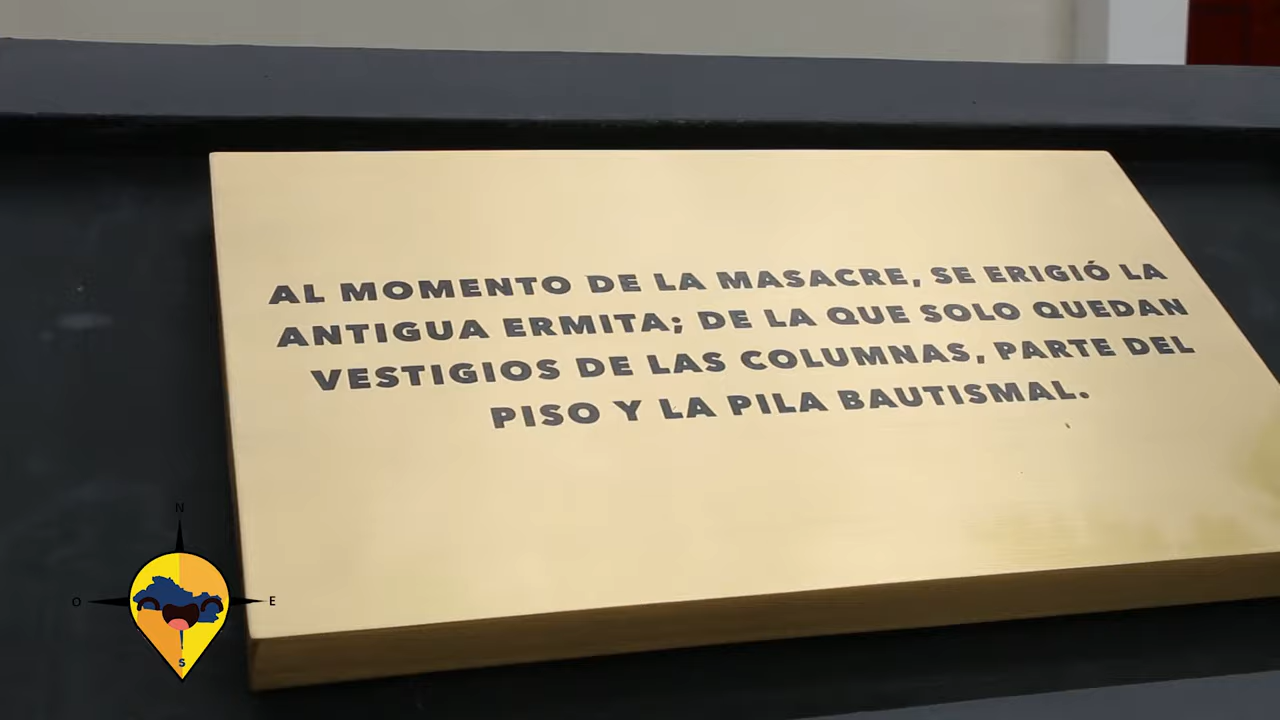 AL MOMENTO DE LA MASACRE, SE ERIGIÓ LA
ANTIGUA ERMITA; DE LA QUE SOLO QUEDAN
VESTIGIOS DE LAS COLUMNAS, PARTE DEL
PISO Y LA PILA BAUTISMAL.
N
O
E
S